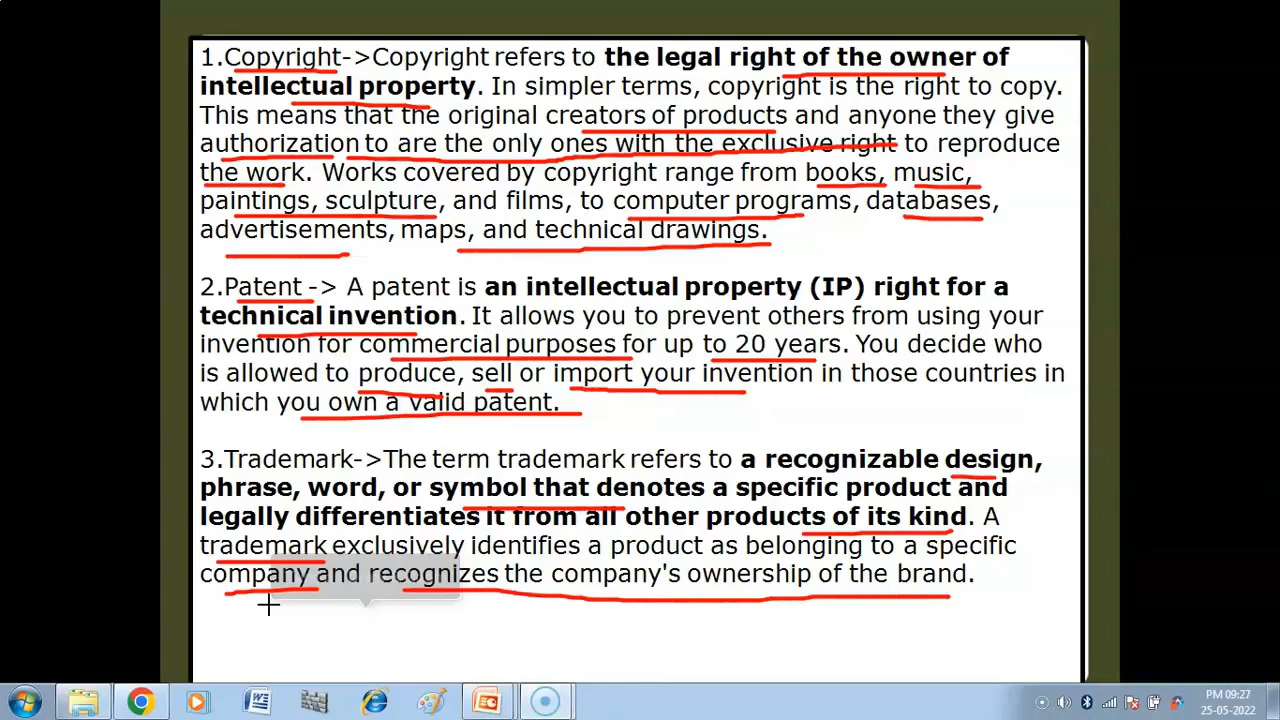 1.Copyright->Copyright refers to the legal right of the owner of
intellectual property. In simpler terms, copyright is the right to copy.
This means that the original creators of products and anyone they give
authorization to are the only ones with the exclusive right to reproduce
the work. Works covered by copyright range from books, music,
paintings, sculpture, and films, to computer programs, databases,
advertisements, maps, and technical drawings.
2.Patent -> A patent is an intellectual property (IP) right for a
technical invention. It allows you to prevent others from using your
invention for commercial purposes for up to 20 years. You decide who
is allowed to produce, sell or import your invention in those countries in
which you own a valid patent.
3.Trademark->The term trademark refers to a recognizable design,
phrase, word, or symbol that denotes a specific product and
legally differentiates it from all other products of its kind. A
trademark exclusively identifies a product as belonging to a specific
company and recognizes the company's ownership of the brand.
PM 09:27
25-05-2022